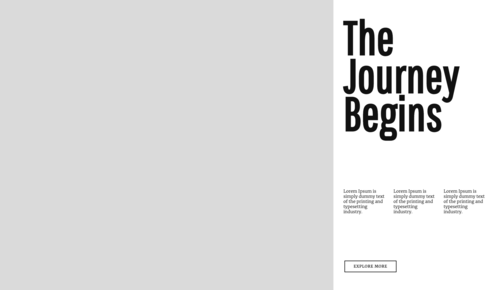 The
Journey
Begins
Lorem Ipsum is
simply dummy text
of the printing and
typesetting
industry.
Lorem Ipsum is
simply dummy text
of the printing and
typesetting
industry.
Lorem Ipsum is
simply dummy text
of the printing and
typesetting
industry.
EXPLORE MORE